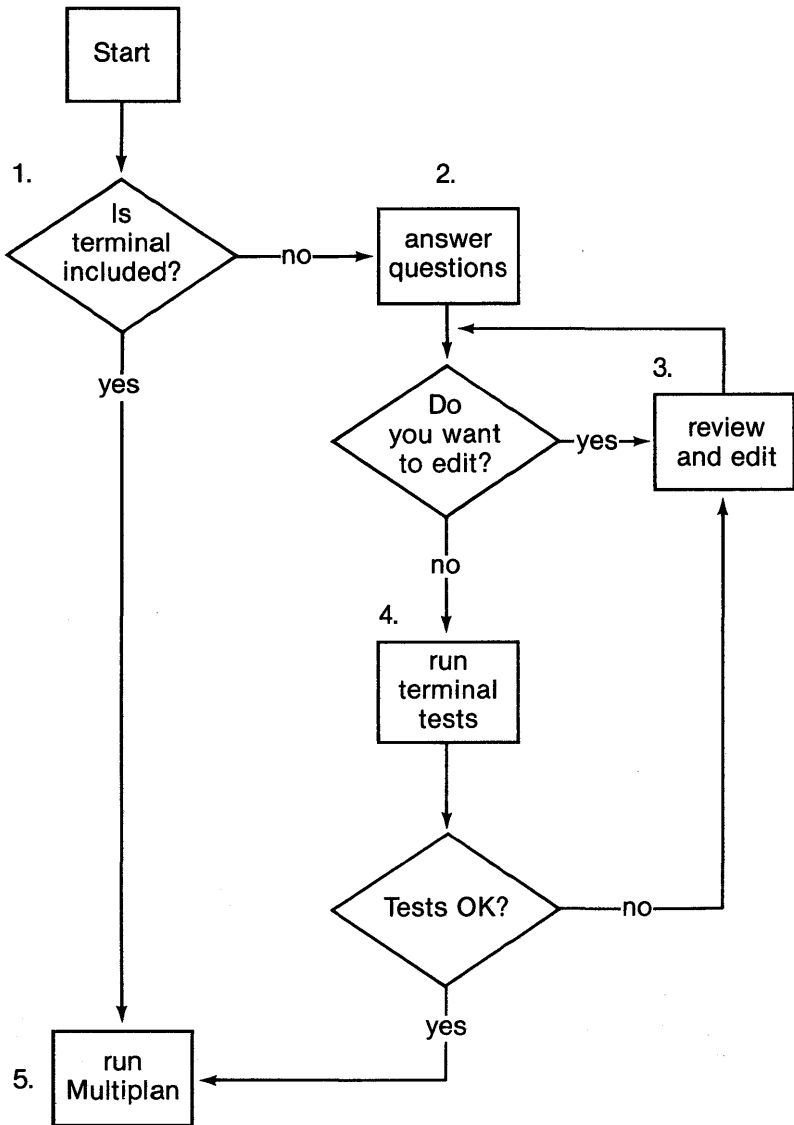 Start
1.
Is
terminal
included?
no
2.
answer
questions
yes
3.
Do
you want
to edit?
yes
review
and edit
no
4.
run
terminal
tests
Tests OK?
no
yes
5.
run
Multiplan